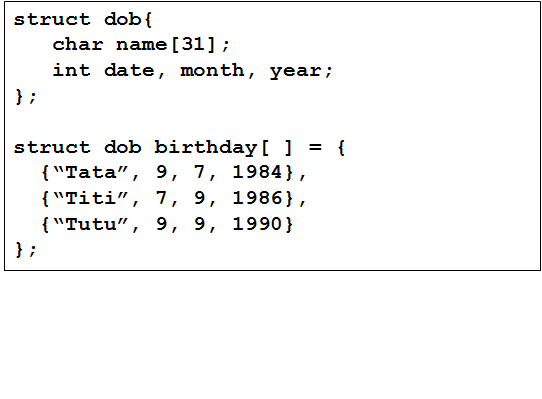 struct dob{
char name[31];
int date, month, year;
};
struct dob birthday[ ] = {
{“Tata”, 9, 7, 1984},
{“Titi”, 7, 9, 1986},
{“Tutu”, 9, 9, 1990}
};